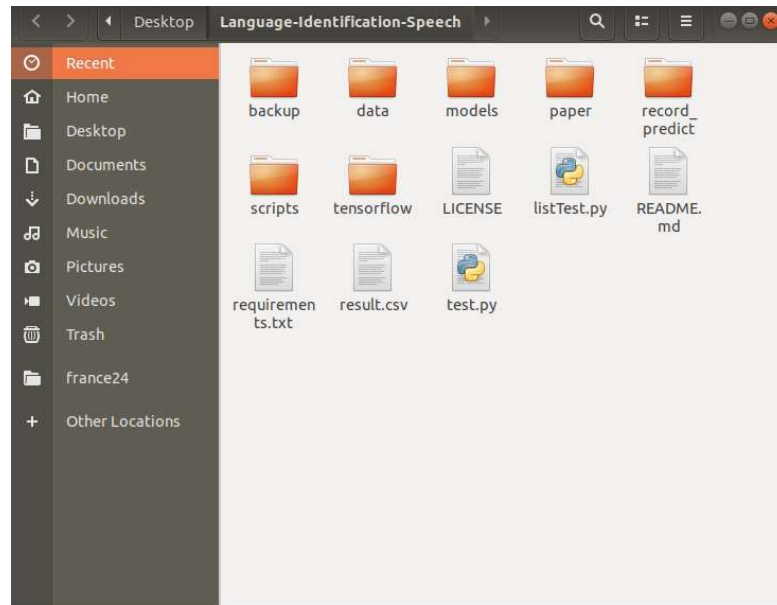 Desktop
Language-Identification-Speech
Recent
Home
Desktop
Documents
Downloads
Music
Pictures
Videos
Trash
france24
Other Locations
backup
data
models
paper
record_
predict
scripts
tensorflow
LICENSE
listTest.py
README.
md
requiremen
ts.txt
result.csv
test.py